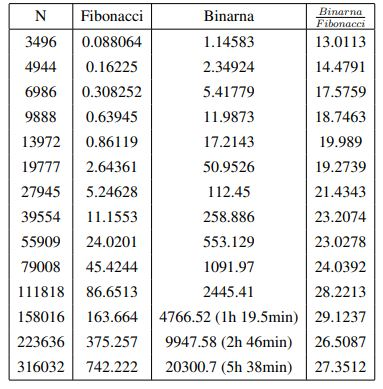 N Fibonacci Binarna Binarna/Fibonacci
3496 0.088064 1.14583 13.0113
4944 0.16225 2.34924 14.4791
6986 0.308252 5.41779 17.5759
9888 0.63945 11.9873 18.7463
13972 0.86119 17.2143 19.989
19777 2.64361 50.9526 19.2739
27945 5.24628 112.45 21.4343
39554 11.1553 258.886 23.2074
55909 24.0201 553.129 23.0278
79008 45.4244 1091.97 24.0392
111818 86.6513 2445.41 28.2213
158016 163.664 4766.52 (1h 19.5min) 29.1237
223636 375.257 9947.58 (2h 46min) 26.5087
316032 742.222 20300.7 (5h 38min) 27.3512